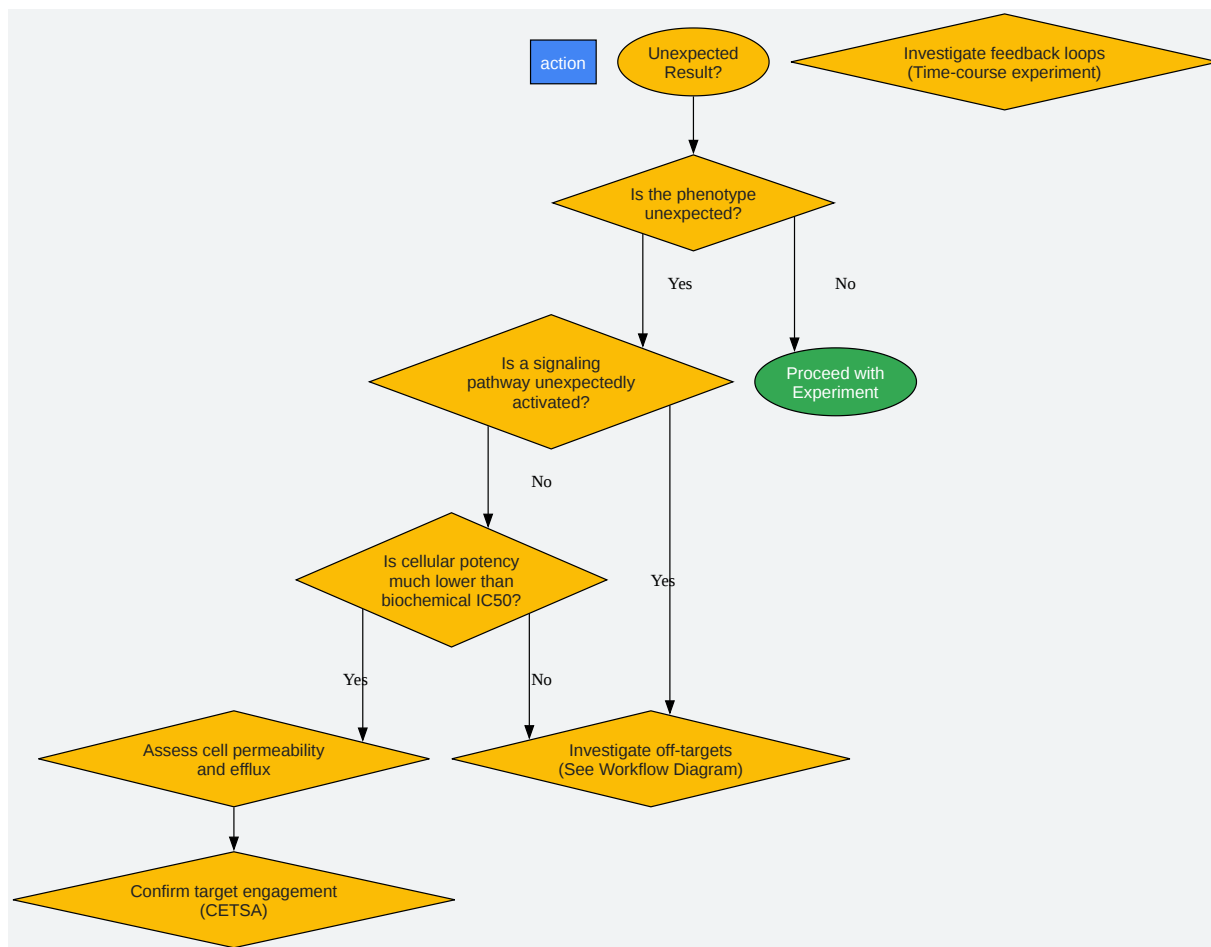 action
Unexpected
Result?
Investigate feedback loops
(Time-course experiment)
Is the phenotype
unexpected?
Yes
No
Is a signaling
pathway unexpectedly
activated?
Proceed with
Experiment
No
Is cellular potency
much lower than
biochemical IC50?
Yes
Yes
No
Assess cell permeability
and efflux
Investigate off-targets
(See Workflow Diagram)
Confirm target engagement
(CETSA)